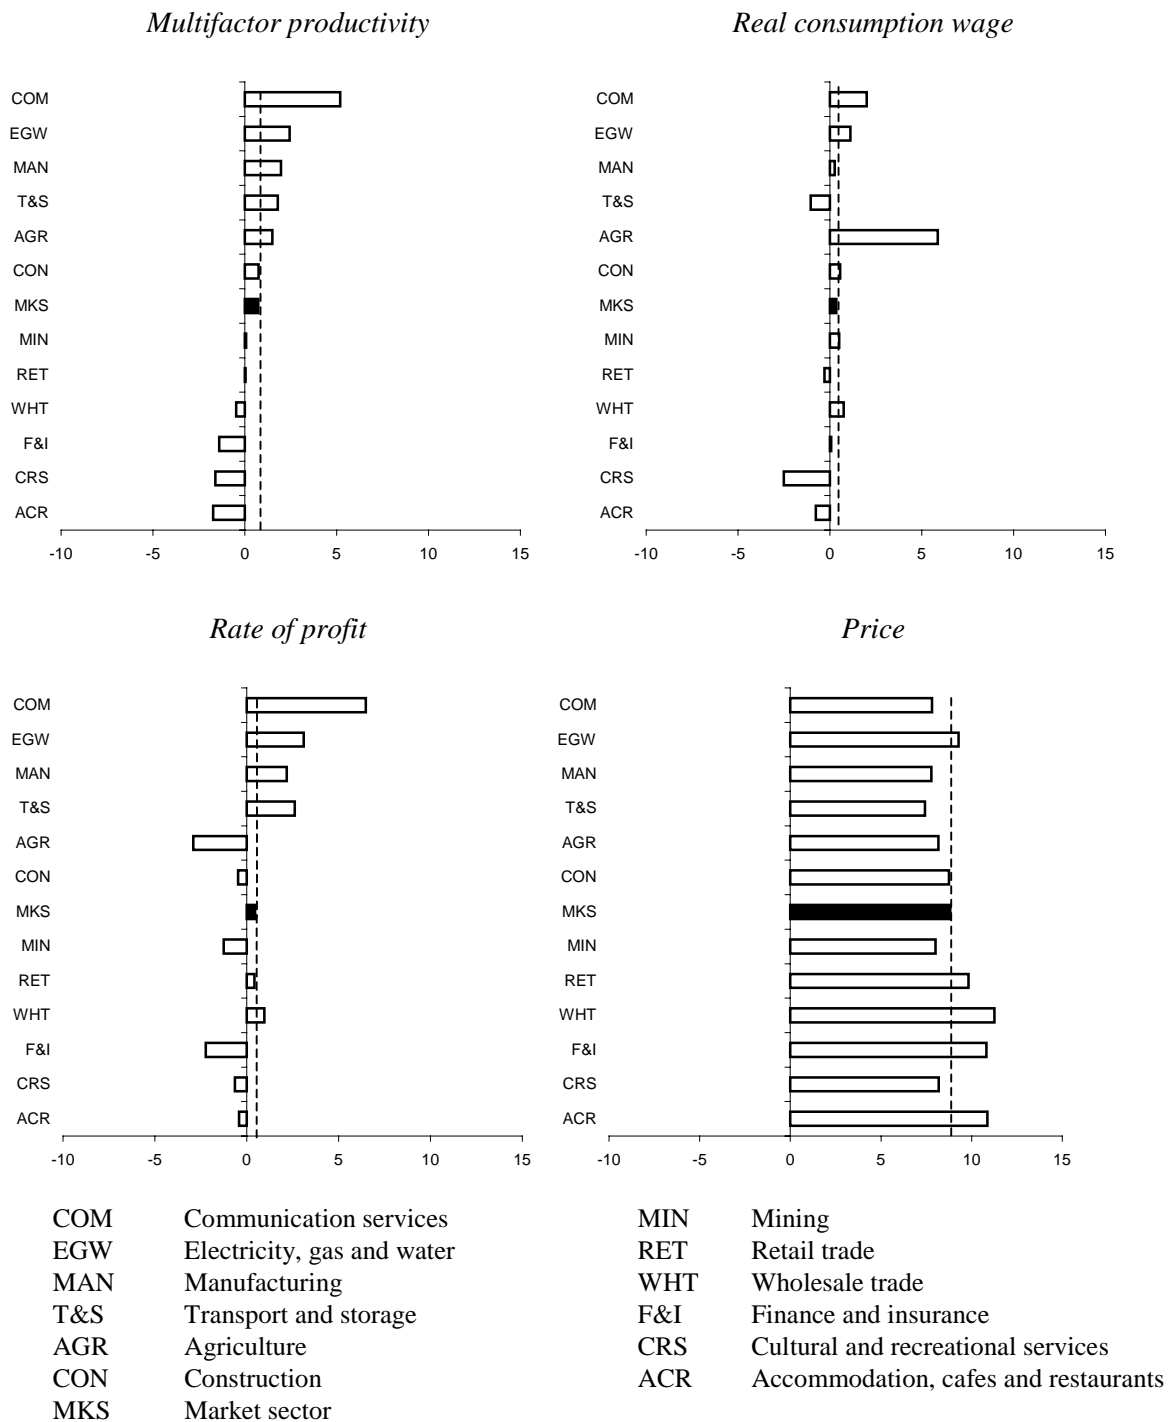 Multifactor productivity
COM
EGW
MAN
T&S
AGR
CON
MKS
MIN
RET
WHT
F&I
CRS
ACR
-10 -5 0 5 10 15
Real consumption wage
COM
EGW
MAN
T&S
AGR
CON
MKS
MIN
RET
WHT
F&I
CRS
ACR
-10 -5 0 5 10 15
Rate of profit
COM
EGW
MAN
T&S
AGR
CON
MKS
MIN
RET
WHT
F&I
CRS
ACR
-10 -5 0 5 10 15
Price
COM
EGW
MAN
T&S
AGR
CON
MKS
MIN
RET
WHT
F&I
CRS
ACR
-10 -5 0 5 10 15
COM Communication services
EGW Electricity, gas and water
MAN Manufacturing
T&S Transport and storage
AGR Agriculture
CON Construction
MKS Market sector
MIN Mining
RET Retail trade
WHT Wholesale trade
F&I Finance and insurance
CRS Cultural and recreational services
ACR Accommodation, cafes and restaurants